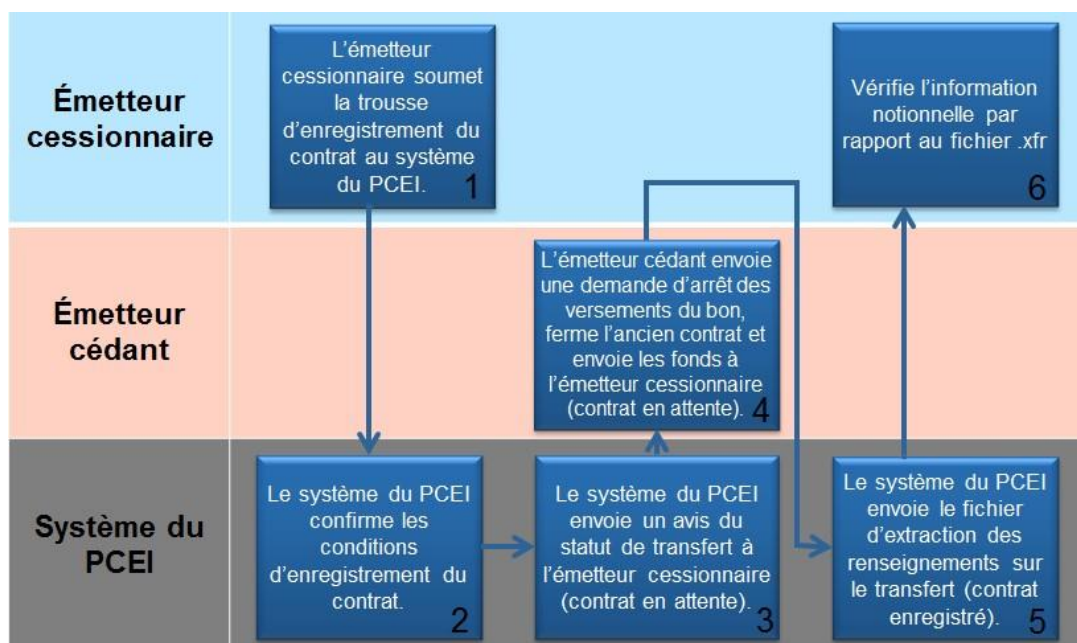 Émetteur
cessionnaire
L'émetteur
cessionnaire soumet
la trousse
d'enregistrement du
contrat au système
du PCEI.
1
Vérifie l'information
notionnelle par
rapport au fichier .xfr
6
Émetteur
cédant
L'émetteur cédant envoie
une demande d'arrêt des
versements du bon,
ferme l'ancien contrat et
envoie les fonds à
l'émetteur cessionnaire
(contrat en attente).
4
Système du
PCEI
Le système du PCEI
confirme les
conditions
d'enregistrement du
contrat.
2
Le système du PCEI
envoie un avis du
statut de transfert à
l'émetteur cessionnaire
(contrat en attente).
3
Le système du PCEI
envoie le fichier
d'extraction des
renseignements sur
le transfert (contrat
enregistré).
5